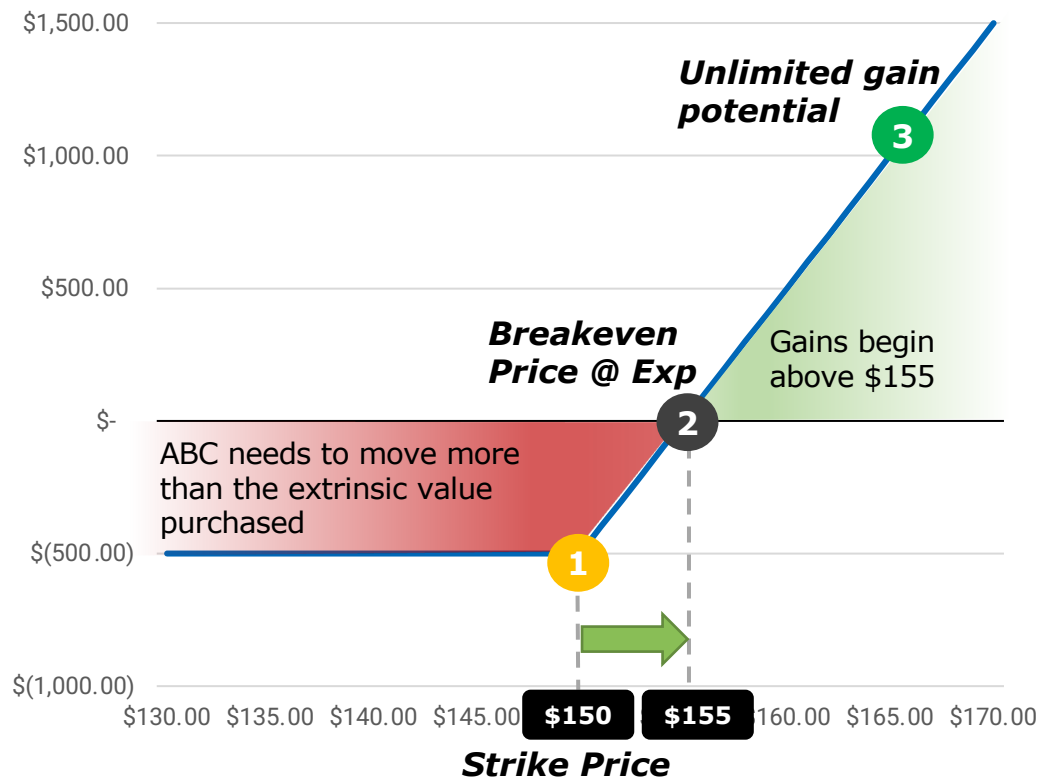 $1,500.00
Unlimited gain
potential
3
$1,000.00
$500.00
Breakeven
Price @ Exp
Gains begin
above $155
$-
2
ABC needs to move more
than the extrinsic value
purchased
$(500.00)
1
$(1,000.00)
$130.00 $135.00 $140.00 $145.00 $150 $155 $160.00 $165.00 $170.00
Strike Price